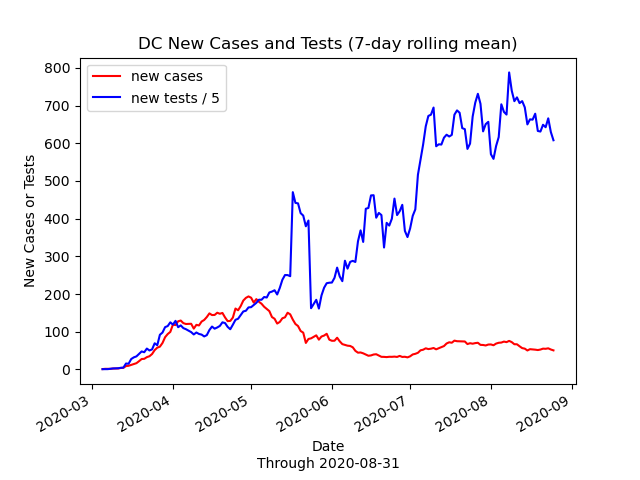 DC New Cases and Tests (7-day rolling mean)
new cases
new tests / 5
New Cases or Tests
800
700
600
500
400
300
200
100
0
2020-03
2020-04
2020-05
2020-06
2020-07
2020-08
2020-09
Date
Through 2020-08-31